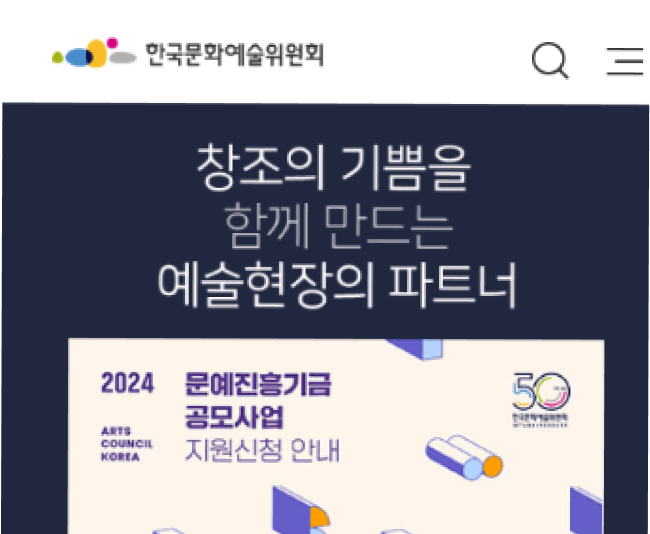 한국문화예술위원회
창조의 기쁨을
함께 만드는
예술현장의 파트너
2024
문예진흥기금
공모사업
지원신청 안내
ARTS
COUNCIL
KOREA
50
한국문화예술위원회